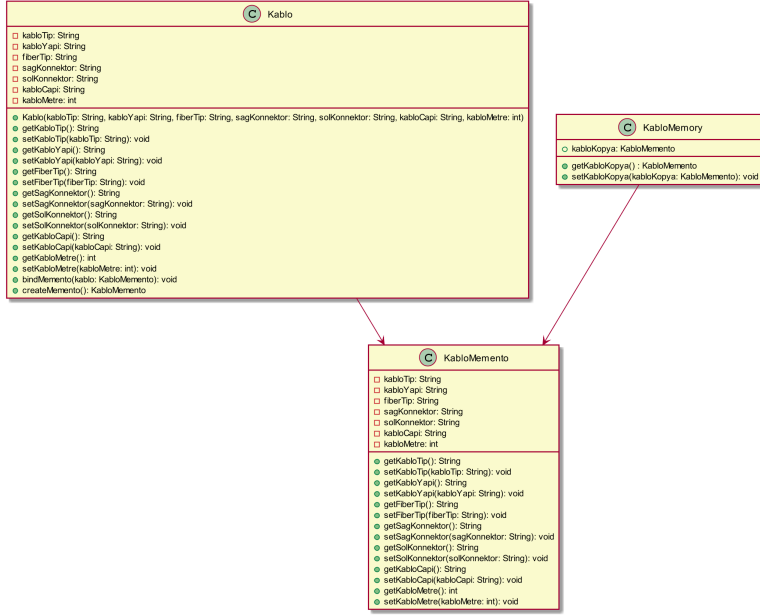 C Kablo
kabloTip: String
kabloYapi: String
fiberTip: String
sagKonnektor: String
solKonnektor: String
kabloCapi: String
kabloMetre: int
Kablo(kabloTip: String, kabloYapi: String, fiberTip: String, sagKonnektor: String, solKonnektor: String, kabloCapi: String, kabloMetre: int)
getKabloTip(): String
setKabloTip(kabloTip: String): void
getKabloYapi(): String
setKabloYapi(kabloYapi: String): void
getFiberTip(): String
setFiberTip(fiberTip: String): void
getSagKonnektor(): String
setSagKonnektor(sagKonnektor: String): void
getSolKonnektor(): String
setSolKonnektor(solKonnektor: String): void
getKabloCapi(): String
setKabloCapi(kabloCapi: String): void
getKabloMetre(): int
setKabloMetre(kabloMetre: int): void
bindMemento(kablo: KabloMemento): void
createMemento(): KabloMemento
C KabloMemory
kabloKopya: KabloMemento
getKabloKopya() : KabloMemento
setKabloKopya(kabloKopya: KabloMemento): void
C KabloMemento
kabloTip: String
kabloYapi: String
fiberTip: String
sagKonnektor: String
solKonnektor: String
kabloCapi: String
kabloMetre: int
getKabloTip(): String
setKabloTip(kabloTip: String): void
getKabloYapi(): String
setKabloYapi(kabloYapi: String): void
getFiberTip(): String
setFiberTip(fiberTip: String): void
getSagKonnektor(): String
setSagKonnektor(sagKonnektor: String): void
getSolKonnektor(): String
setSolKonnektor(solKonnektor: String): void
getKabloCapi(): String
setKabloCapi(kabloCapi: String): void
getKabloMetre(): int
setKabloMetre(kabloMetre: int): void